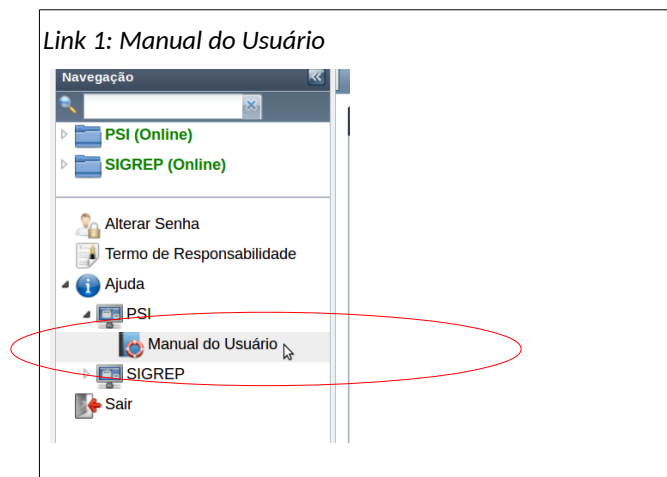 Link 1: Manual do Usuário
Navegação
PSI (Online)
SIGREP (Online)
Alterar Senha
Termo de Responsabilidade
Ajuda
PSI
Manual do Usuário
SIGREP
Sair